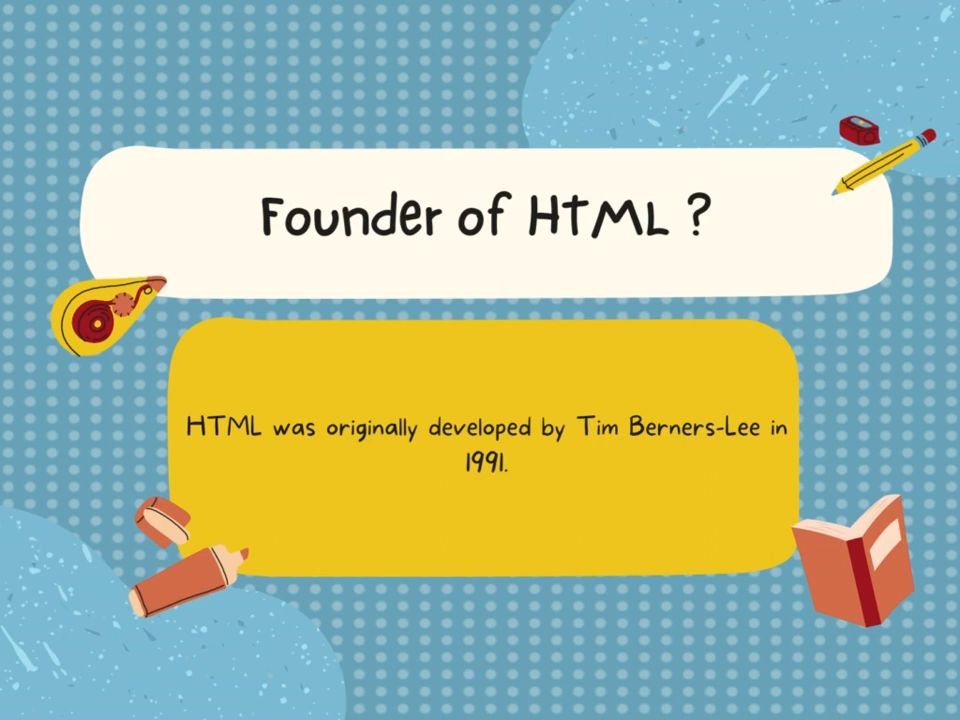 Founder of HTML ?
HTML was originally developed by Tim Berners-Lee in
1991.